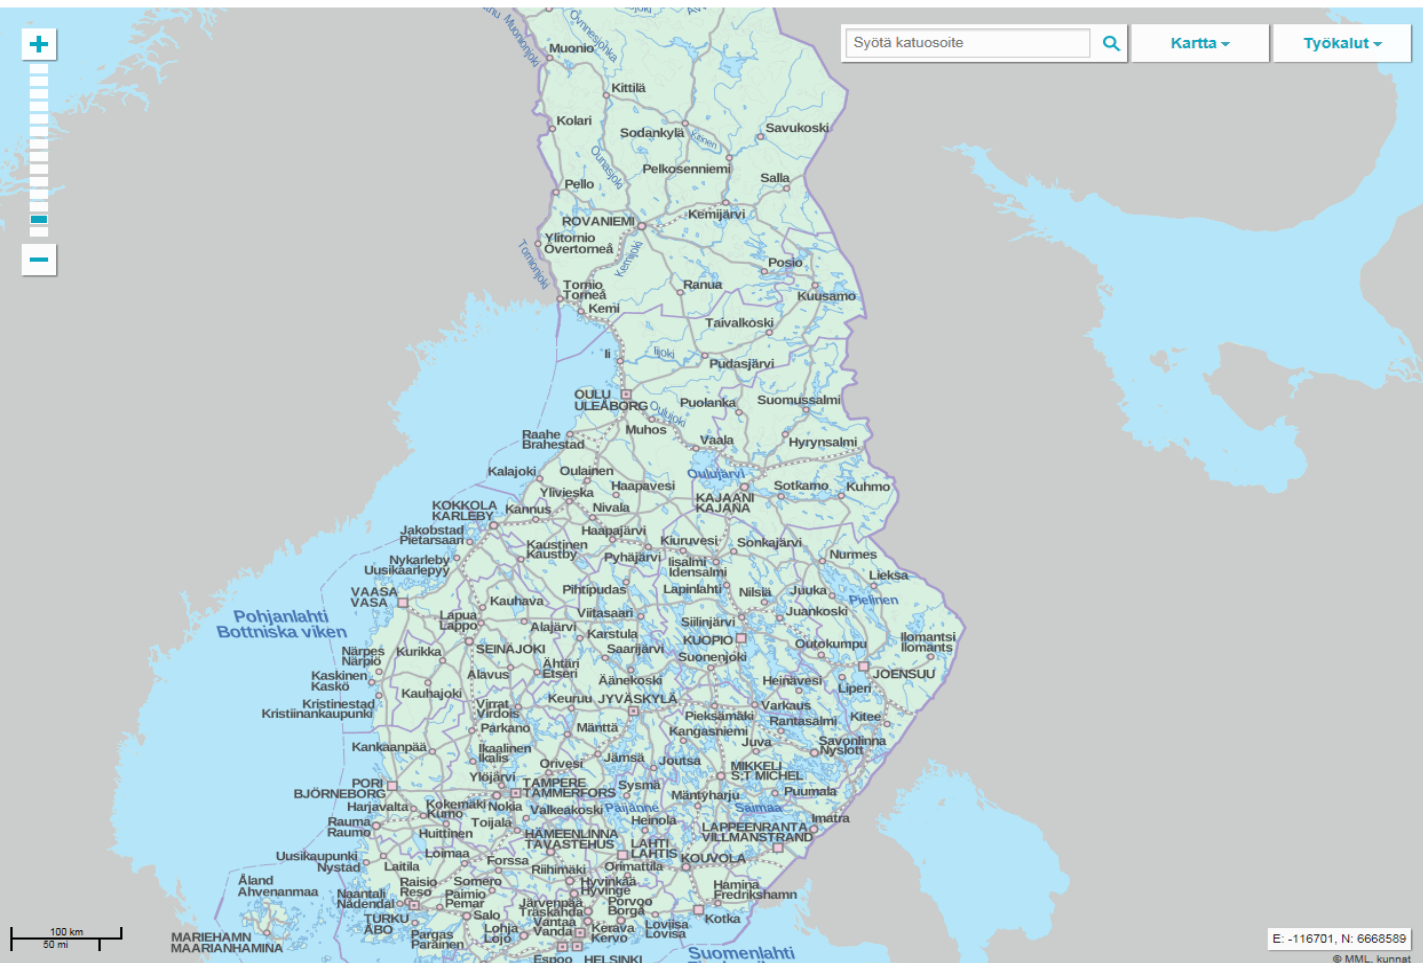 Syötä katuosoite
Kartta
Työkalut
Muonionjoki
Muonio
Kittilä
Kolari
Sodankylä
Kitinen
Savukoski
Ounasjoki
Pelkosenniemi
Salla
Pello
Kemijärvi
ROVANIEMI
Ylitornio
Övertorneå
Tornionjoki
Kemijoki
Posio
Tornio
Torneå
Ranua
Kuusamo
Kemi
Taivalkoski
Ii
Iijoki
Pudasjärvi
OULU
ULEÅBORG
Oulujoki
Puolanka
Suomussalmi
Raahe
Brahestad
Muhos
Vaala
Hyrynsalmi
Kalajoki
Oulainen
Oulujärvi
Haapavesi
Sotkamo
Kuhmo
Ylivieska
KAJAANI
KAJANA
KOKKOLA
KARLEBY
Kannus
Nivala
Jakobstad
Pietarsaari
Haapajärvi
Kaustinen
Kaustby
Kiuruvesi
Sonkajärvi
Nykarleby
Uusikaarlepyy
Pyhäjärvi
Iisalmi
Idensalmi
Nurmes
Lieksa
VAASA
VASA
Pihtipudas
Lapinlahti
Nilsiä
Juuka
Pielinen
Kauhava
Pohjanlahti
Bottniska viken
Lapua
Lappo
Viitasaari
Juankoski
Alajärvi
Karstula
Siilinjärvi
KUOPIO
Outokumpu
Ilomantsi
Ilomants
Närpes
Närpiö
Kurikka
SEINÄJOKI
Saarijärvi
Suonenjoki
Kaskinen
Kaskö
Alavus
Ähtäri
Etseri
Äänekoski
Heinävesi
JOENSUU
Liperi
Kauhajoki
Kristinestad
Kristiinankaupunki
Virrat
Virdois
Keuruu
JYVÄSKYLÄ
Pieksämäki
Varkaus
Rantasalmi
Kitee
Parkano
Mänttä
Kangasniemi
Kankaanpää
Ikaalinen
Ikalis
Juva
Savonlinna
Nyslott
Orivesi
Jämsä
Joutsa
MIKKELI
S:T MICHEL
PORI
BJÖRNEBORG
Ylöjärvi
TAMPERE
TAMMERFORS
Sysmä
Mäntyharju
Puumala
Harjavalta
Kokemäki
Kumo
Nokia
Valkeakoski
Päijänne
Saimaa
Rauma
Raumo
Huittinen
Toijala
Heinola
Imatra
HÄMEENLINNA
TAVASTEHUS
LAPPEENRANTA
VILLMANSTRAND
LAHTI
LAHTIS
KOUVOLA
Uusikaupunki
Nystad
Laitila
Loimaa
Forssa
Riihimäki
Orimattila
Åland
Ahvenanmaa
Naantali
Nådendal
Raisio
Reso
Somero
Paimio
Pemar
Hyvinkää
Hyvinge
Hamina
Fredrikshamn
Järvenpää
Träskända
Porvoo
Borgå
TURKU
ÅBO
Salo
Lohja
Lojo
Vantaa
Vanda
Kerava
Kervo
Loviisa
Lovisa
Kotka
MARIEHAMN
MAARIANHAMINA
Pargas
Parainen
Espoo
HELSINKI
Suomenlahti
100 km
50 mi
E: -116701, N: 6668589
© MML, kunnat